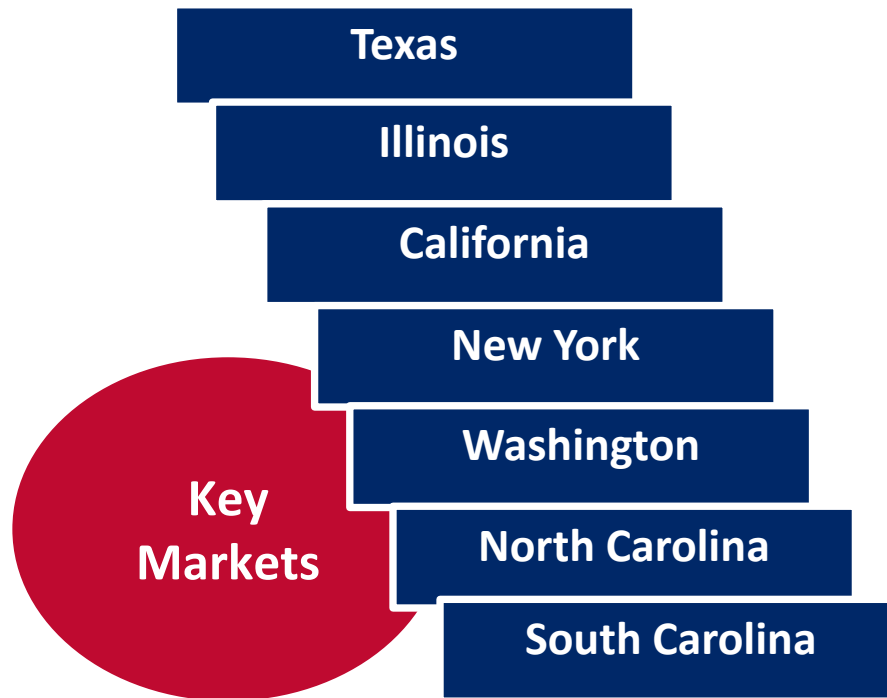 Texas
Illinois
California
New York
Washington
North Carolina
South Carolina
Key
Markets